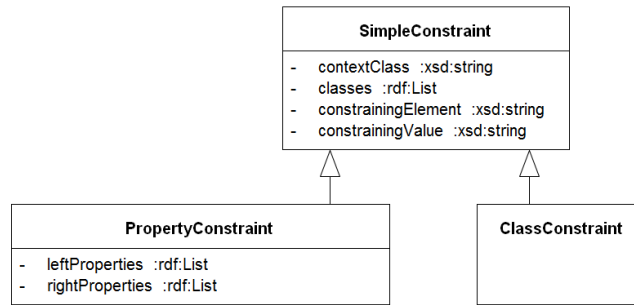 SimpleConstraint
- contextClass :xsd:string
- classes :rdf:List
- constrainingElement :xsd:string
- constrainingValue :xsd:string
PropertyConstraint
- leftProperties :rdf:List
- rightProperties :rdf:List
ClassConstraint